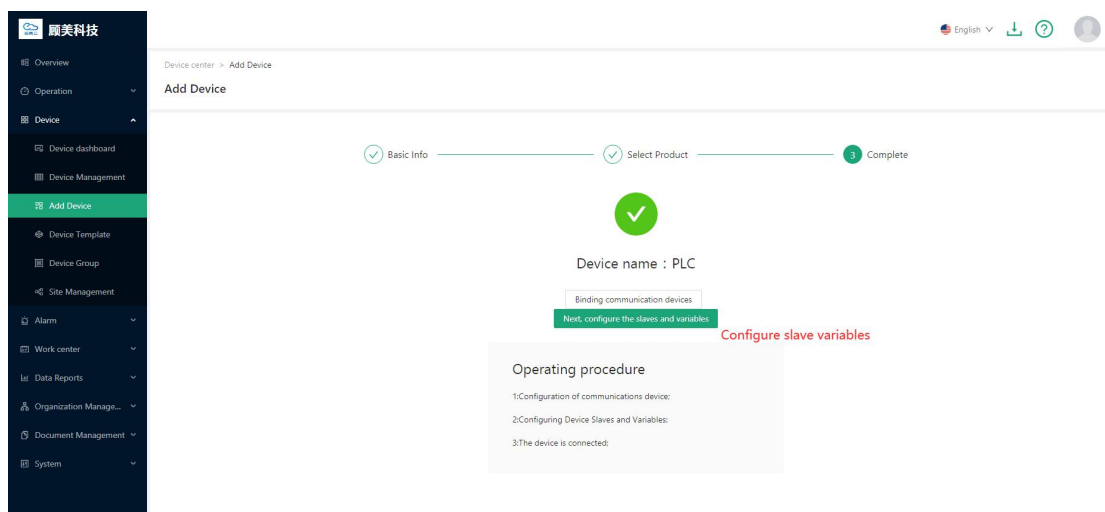 顾美科技
English
Overview
Operation
Device
Device dashboard
Device Management
Add Device
Device Template
Device Group
Site Management
Alarm
Work center
Data Reports
Organization Manage...
Document Management
System
Device center > Add Device
Add Device
Basic Info
Select Product
3 Complete
Device name：PLC
Binding communication devices
Next, configure the slaves and variables
Configure slave variables
Operating procedure
1:Configuration of communications device;
2:Configuring Device Slaves and Variables;
3:The device is connected;